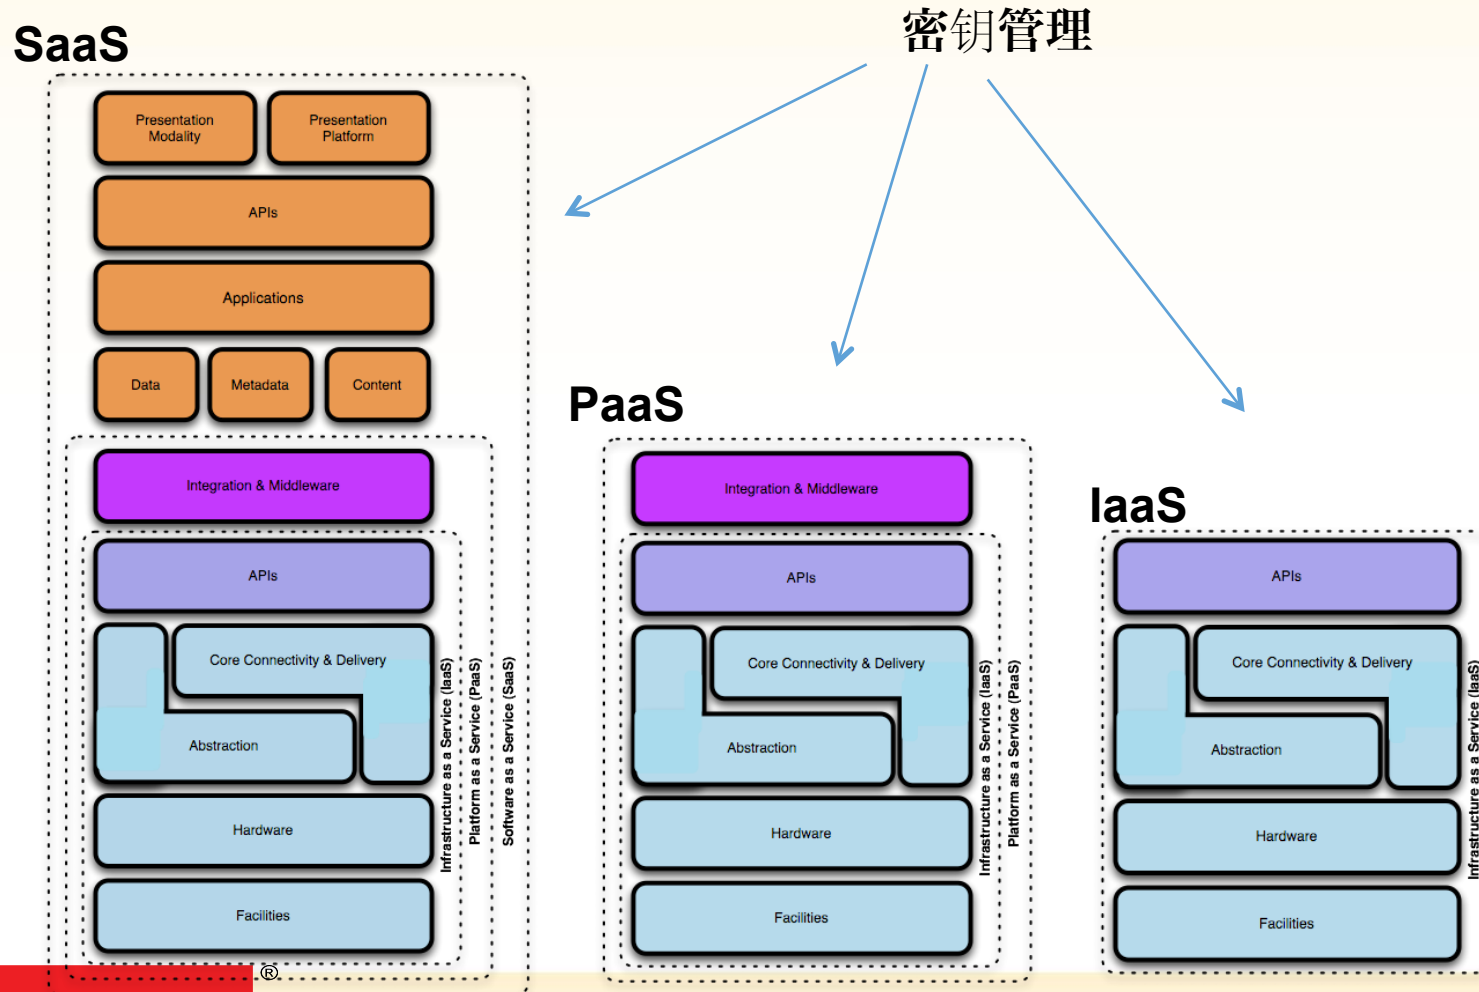 密钥管理
SaaS
Presentation
Modality
Presentation
Platform
APIs
Applications
Data
Metadata
Content
Integration & Middleware
APIs
Core Connectivity & Delivery
Abstraction
Hardware
Facilities
Infrastructure as a Service (IaaS)
Platform as a Service (PaaS)
Software as a Service (SaaS)
PaaS
Integration & Middleware
APIs
Core Connectivity & Delivery
Abstraction
Hardware
Facilities
Infrastructure as a Service (IaaS)
Platform as a Service (PaaS)
IaaS
APIs
Core Connectivity & Delivery
Abstraction
Hardware
Facilities
Infrastructure as a Service (IaaS)
®